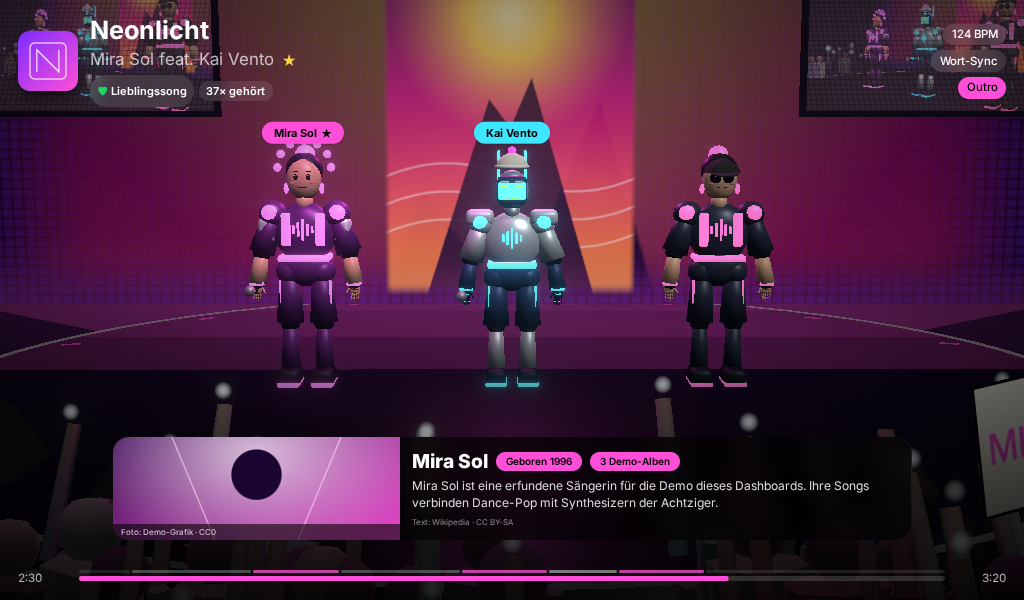 Neonlicht
Mira Sol feat. Kai Vento ★
Lieblingssong
37× gehört
124 BPM
Wort-Sync
Outro
Mira Sol ★
Kai Vento
Mira Sol
Geboren 1996
3 Demo-Alben
Mira Sol ist eine erfundene Sängerin für die Demo dieses Dashboards. Ihre Songs
verbinden Dance-Pop mit Synthesizern der Achtziger.
Text: Wikipedia · CC BY-SA
Foto: Demo-Grafik · CC0
MI
2:30
3:20